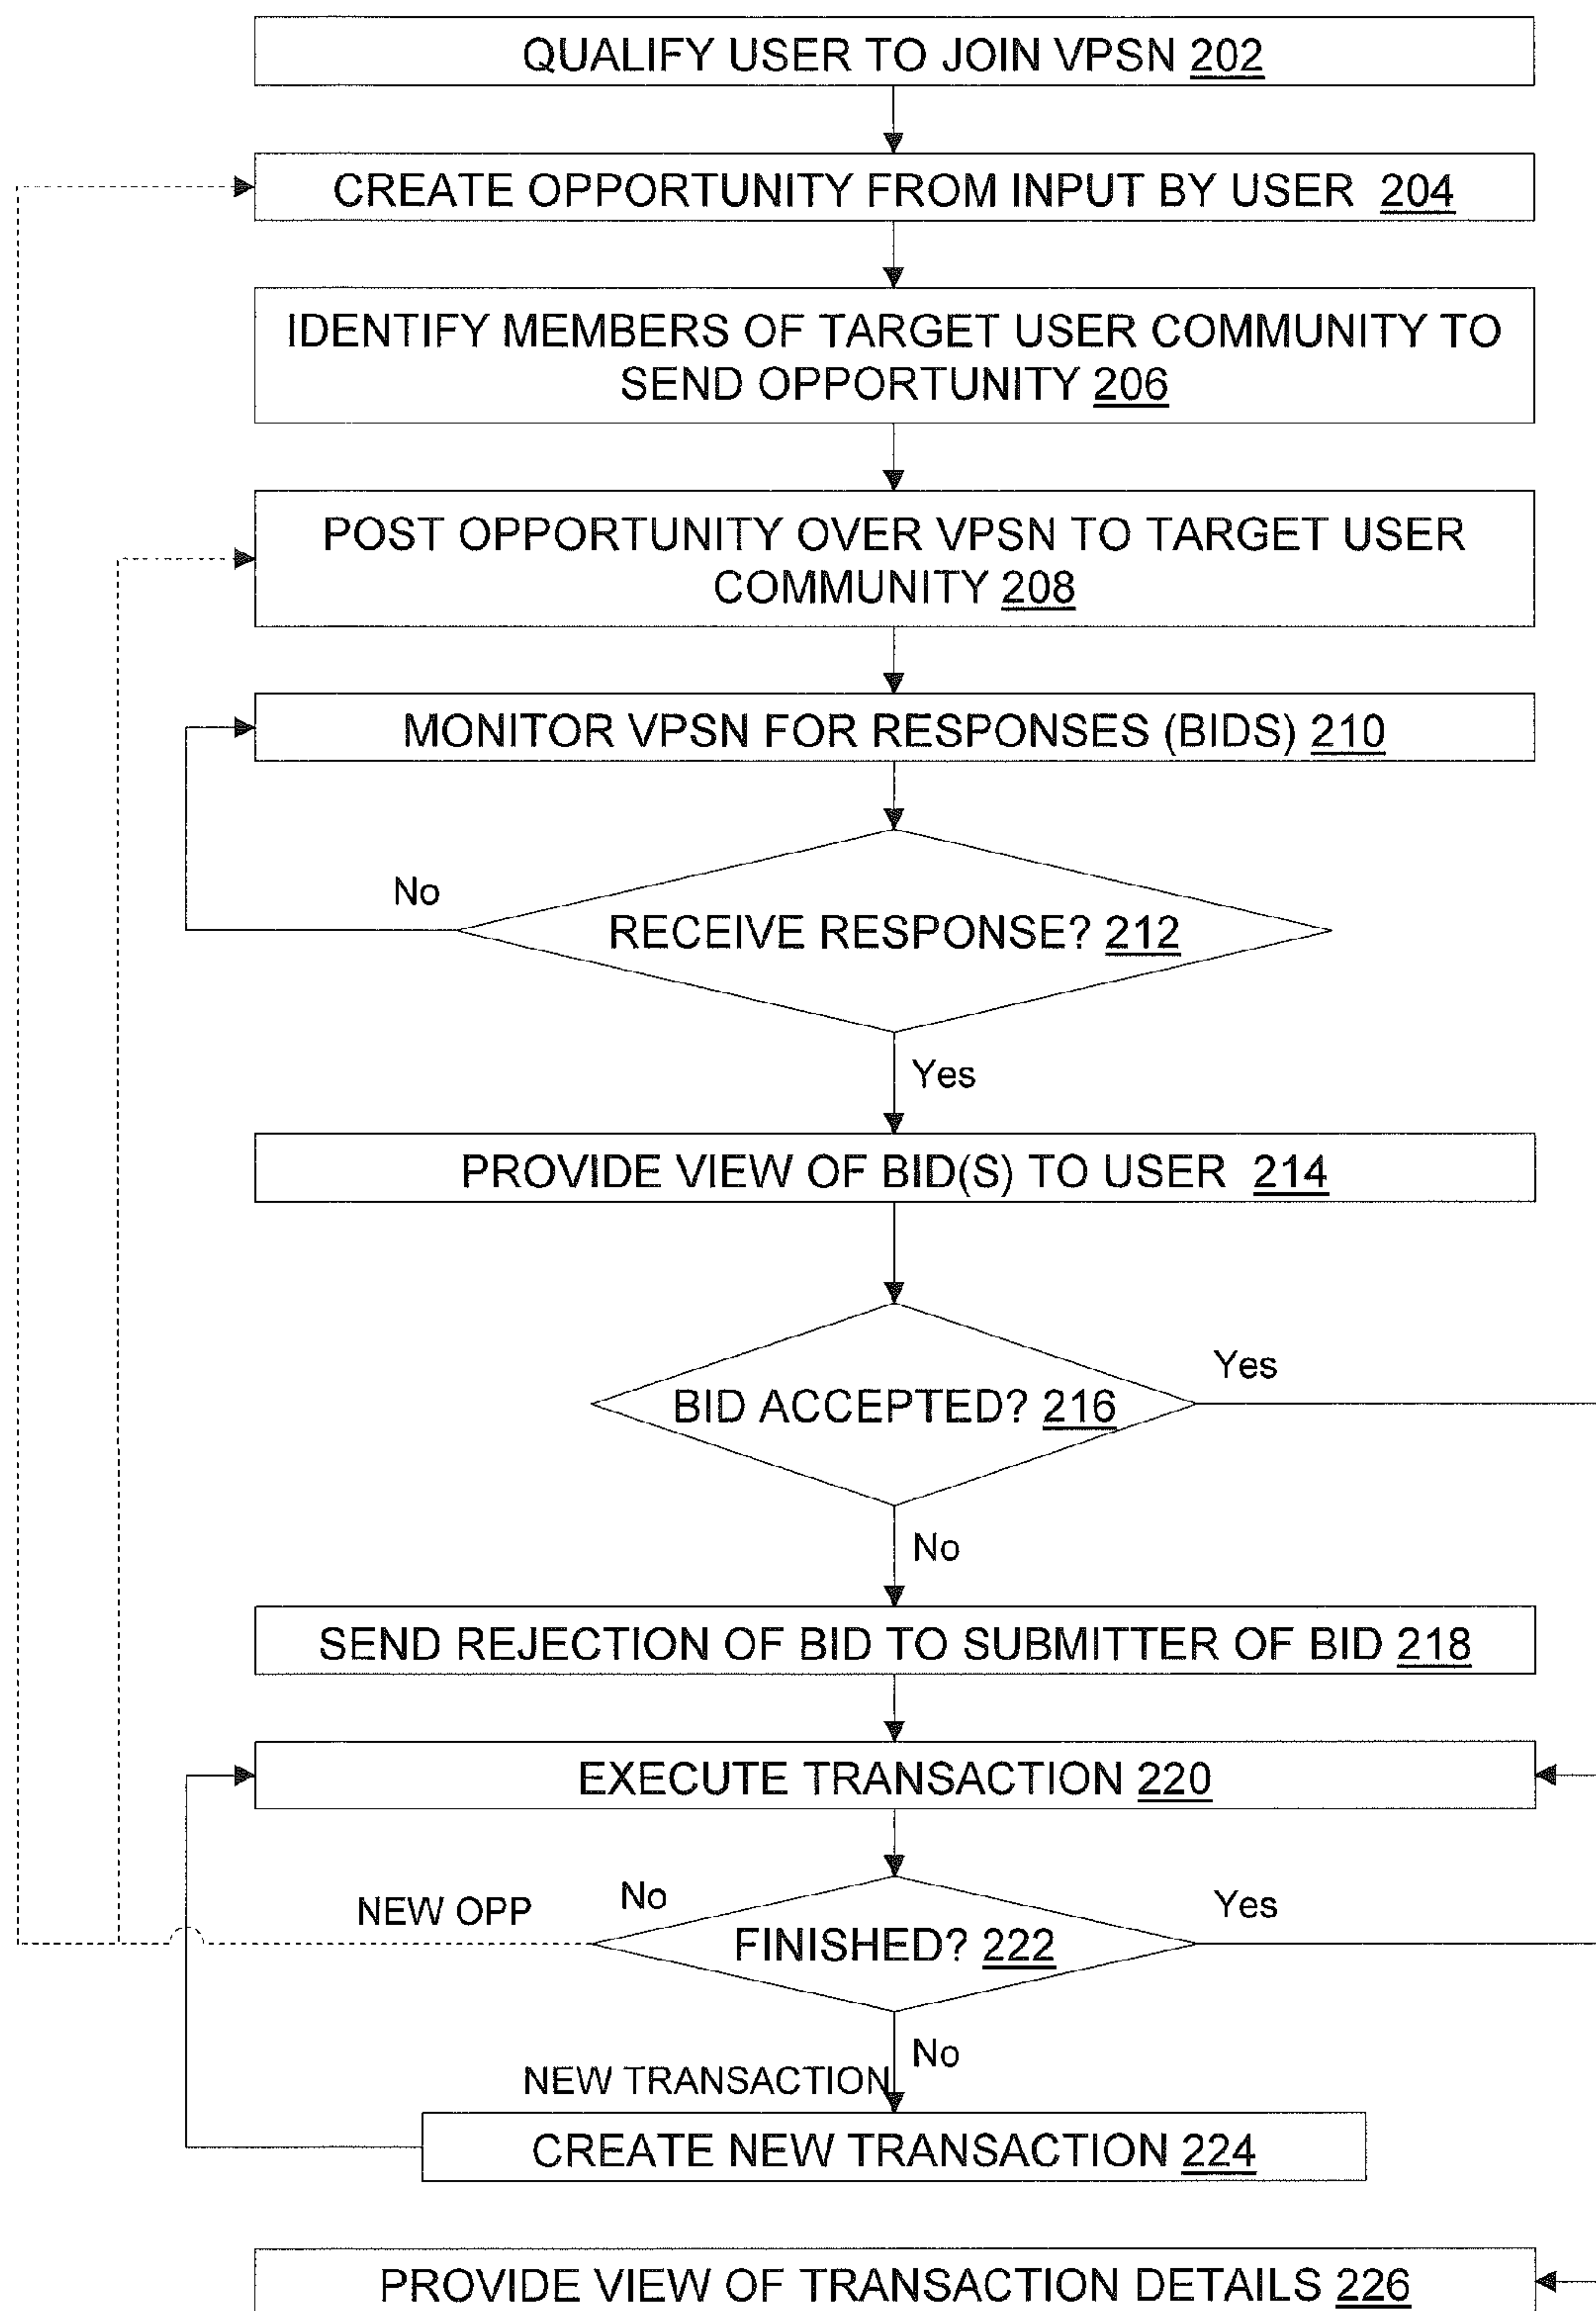 QUALIFY USER TO JOIN VPSN 202
CREATE OPPORTUNITY FROM INPUT BY USER 204
IDENTIFY MEMBERS OF TARGET USER COMMUNITY TO
SEND OPPORTUNITY 206
POST OPPORTUNITY OVER VPSN TO TARGET USER
COMMUNITY 208
MONITOR VPSN FOR RESPONSES (BIDS) 210
No
RECEIVE RESPONSE? 212
Yes
PROVIDE VIEW OF BID(S) TO USER 214
Yes
BID ACCEPTED? 216
No
SEND REJECTION OF BID TO SUBMITTER OF BID 218
EXECUTE TRANSACTION 220
NEW OPP
No
Yes
FINISHED? 222
No
NEW TRANSACTION
CREATE NEW TRANSACTION 224
PROVIDE VIEW OF TRANSACTION DETAILS 226